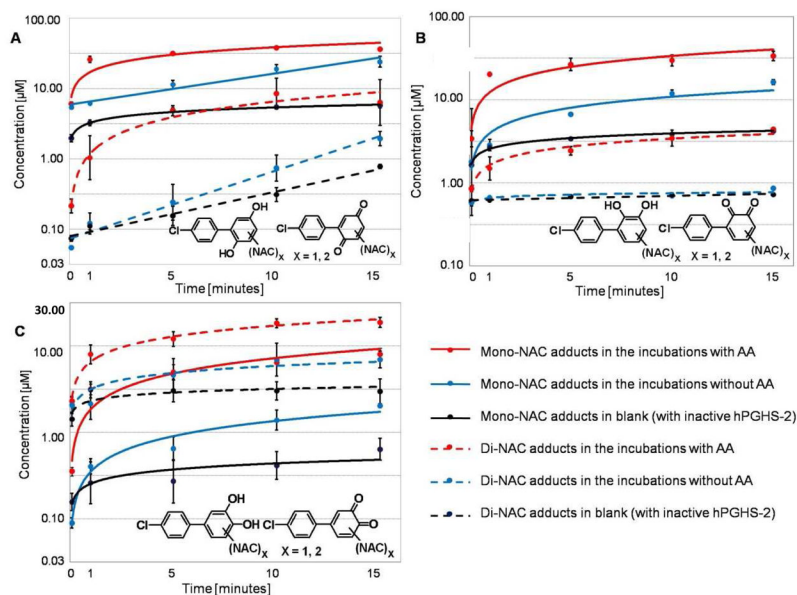 A
100.00
10.00
1.00
0.10
0.03
Concentration [µM]
0 1 5 10 15
Time [minutes]
Cl
OH
HO
(NAC)x
Cl
O
O
(NAC)x
X = 1, 2
B
100.00
10.00
1.00
0.10
Concentration [µM]
0 1 5 10 15
Time [minutes]
HO OH
Cl
(NAC)x
O O
Cl
(NAC)x
X = 1, 2
C
30.00
10.00
1.00
0.10
0.03
Concentration [µM]
0 1 5 10 15
Time [minutes]
OH
Cl
OH
(NAC)x
O
Cl
O
(NAC)x
X = 1, 2
Mono-NAC adducts in the incubations with AA
Mono-NAC adducts in the incubations without AA
Mono-NAC adducts in blank (with inactive hPGHS-2)
Di-NAC adducts in the incubations with AA
Di-NAC adducts in the incubations without AA
Di-NAC adducts in blank (with inactive hPGHS-2)